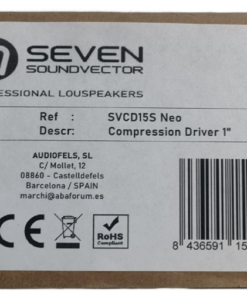 SEVEN
SOUNDVECTOR
ESSIONAL LOUSPEAKERS
Ref : SVCD15S Neo
Descr: Compression Driver 1"
AUDIOFELS, SL
C/ Mollet, 12
08860 - Castelldefels
Barcelona / SPAIN
marchi@abaforum.es
CE
RoHS
Compliant
8 436591 15